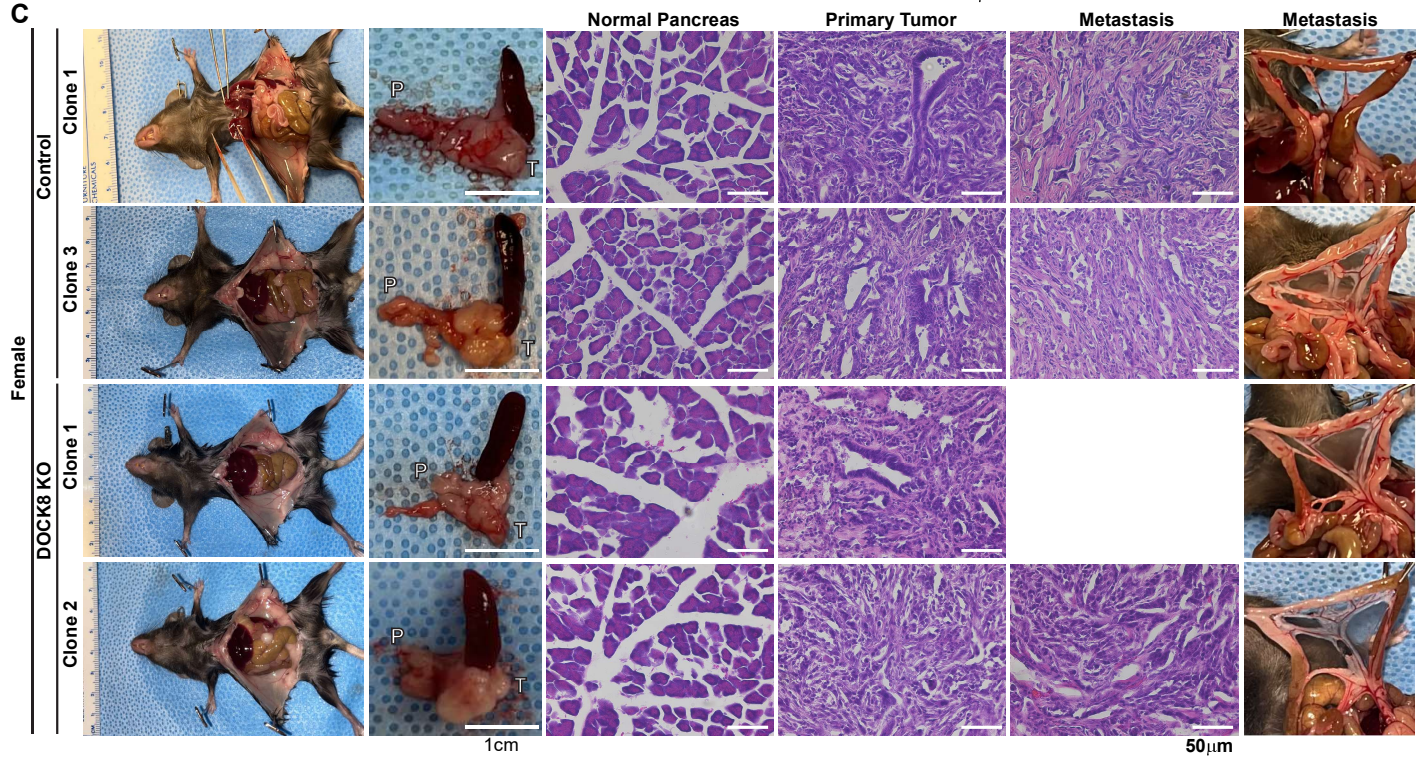 C
Normal Pancreas
Primary Tumor
Metastasis
Metastasis
Female
Control
Clone 1
P
T
Clone 3
P
T
DOCK8 KO
Clone 1
P
T
Clone 2
P
T
1cm
50μm
CHEMICALS